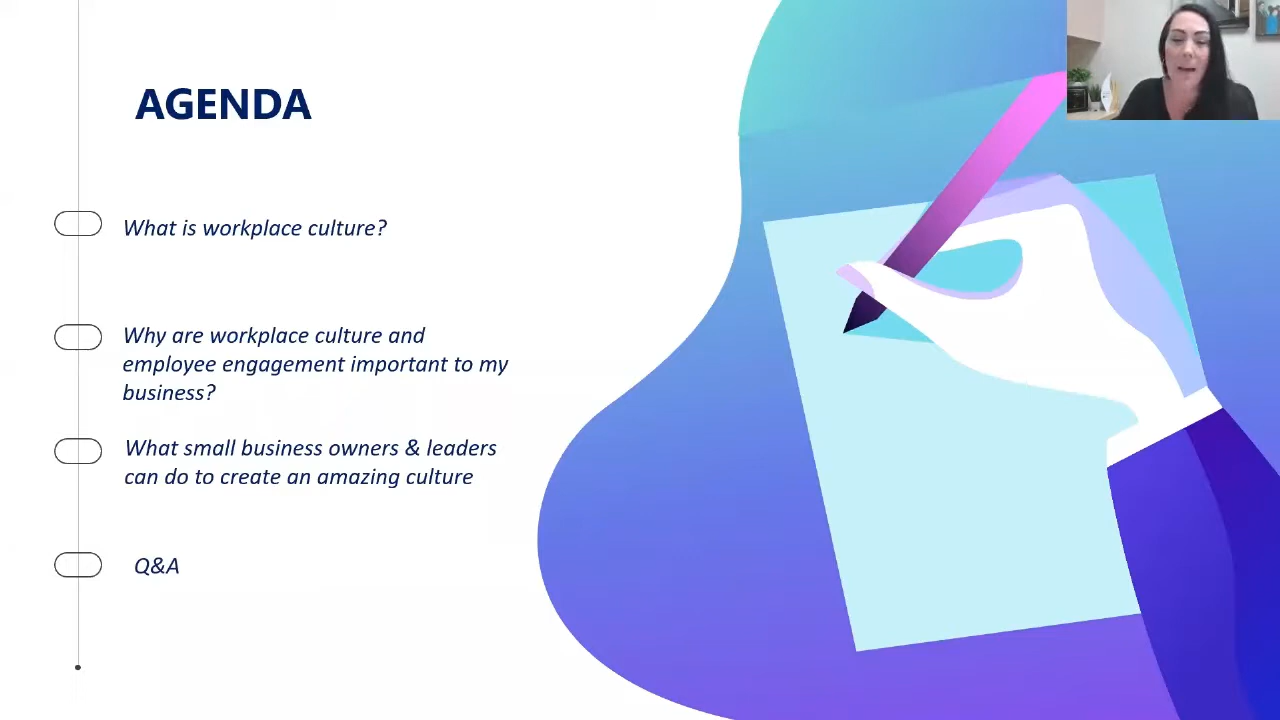 AGENDA
What is workplace culture?
Why are workplace culture and
employee engagement important to my
business?
What small business owners & leaders
can do to create an amazing culture
Q&A